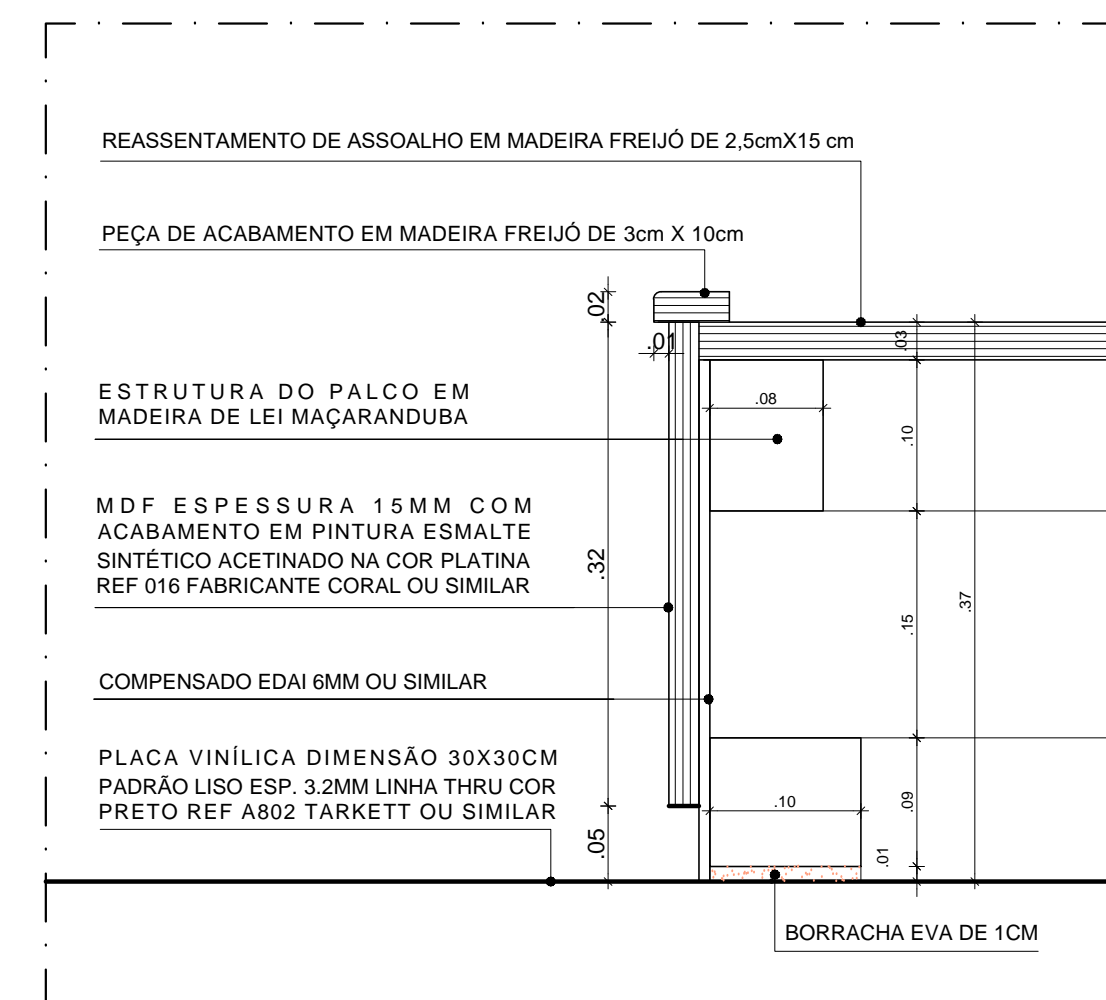 REASSENTAMENTO DE ASSOALHO EM MADEIRA FREIJÓ DE 2,5cmX15 cm
PEÇA DE ACABAMENTO EM MADEIRA FREIJÓ DE 3cm X 10cm
.02
.01
.03
ESTRUTURA DO PALCO EM
MADEIRA DE LEI MAÇARANDUBA
.08
.10
MDF ESPESSURA 15MM COM
ACABAMENTO EM PINTURA ESMALTE
SINTÉTICO ACETINADO NA COR PLATINA
REF 016 FABRICANTE CORAL OU SIMILAR
.32
.15
.37
COMPENSADO EDAI 6MM OU SIMILAR
PLACA VINÍLICA DIMENSÃO 30X30CM
PADRÃO LISO ESP. 3.2MM LINHA THRU COR
PRETO REF A802 TARKETT OU SIMILAR
.05
.10
.09
.01
BORRACHA EVA DE 1CM